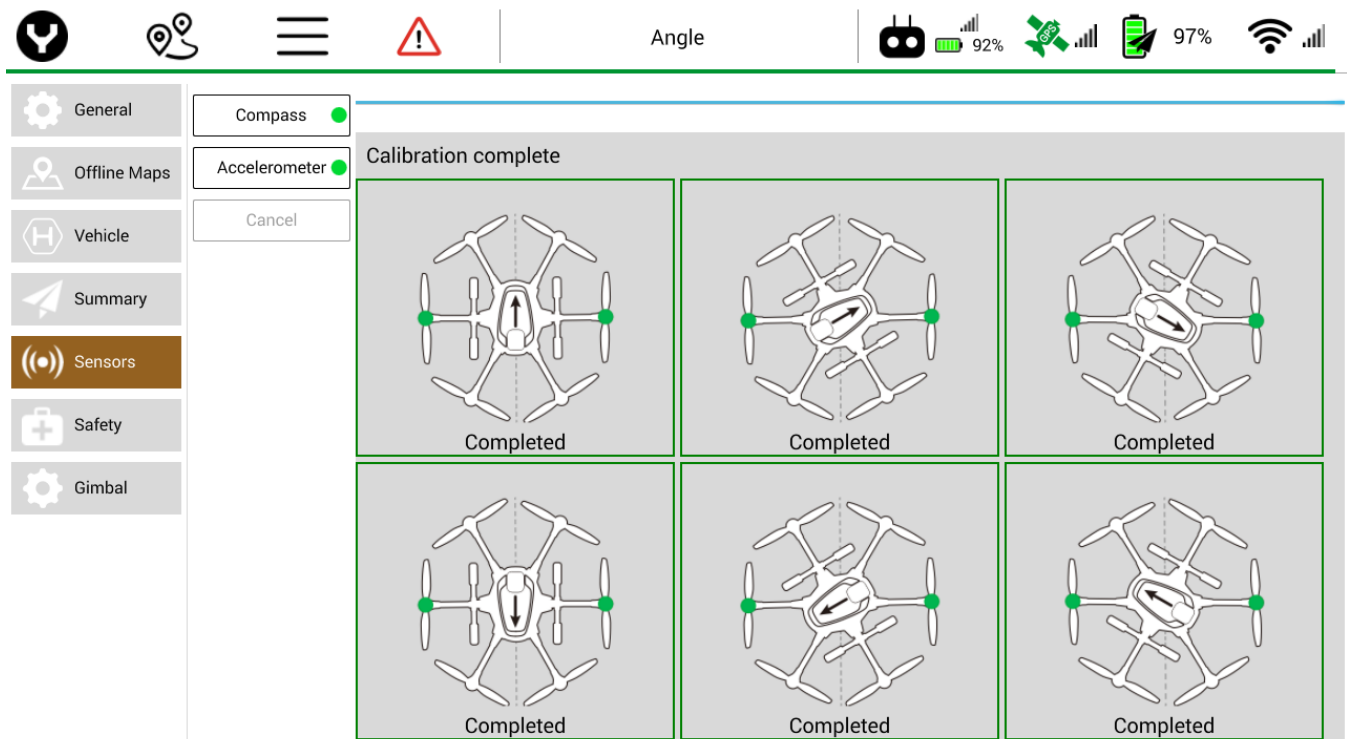 Angle
92%
GPS
97%
General
Offline Maps
Vehicle
Summary
Sensors
Safety
Gimbal
Compass
Accelerometer
Cancel
Calibration complete
Completed
Completed
Completed
Completed
Completed
Completed